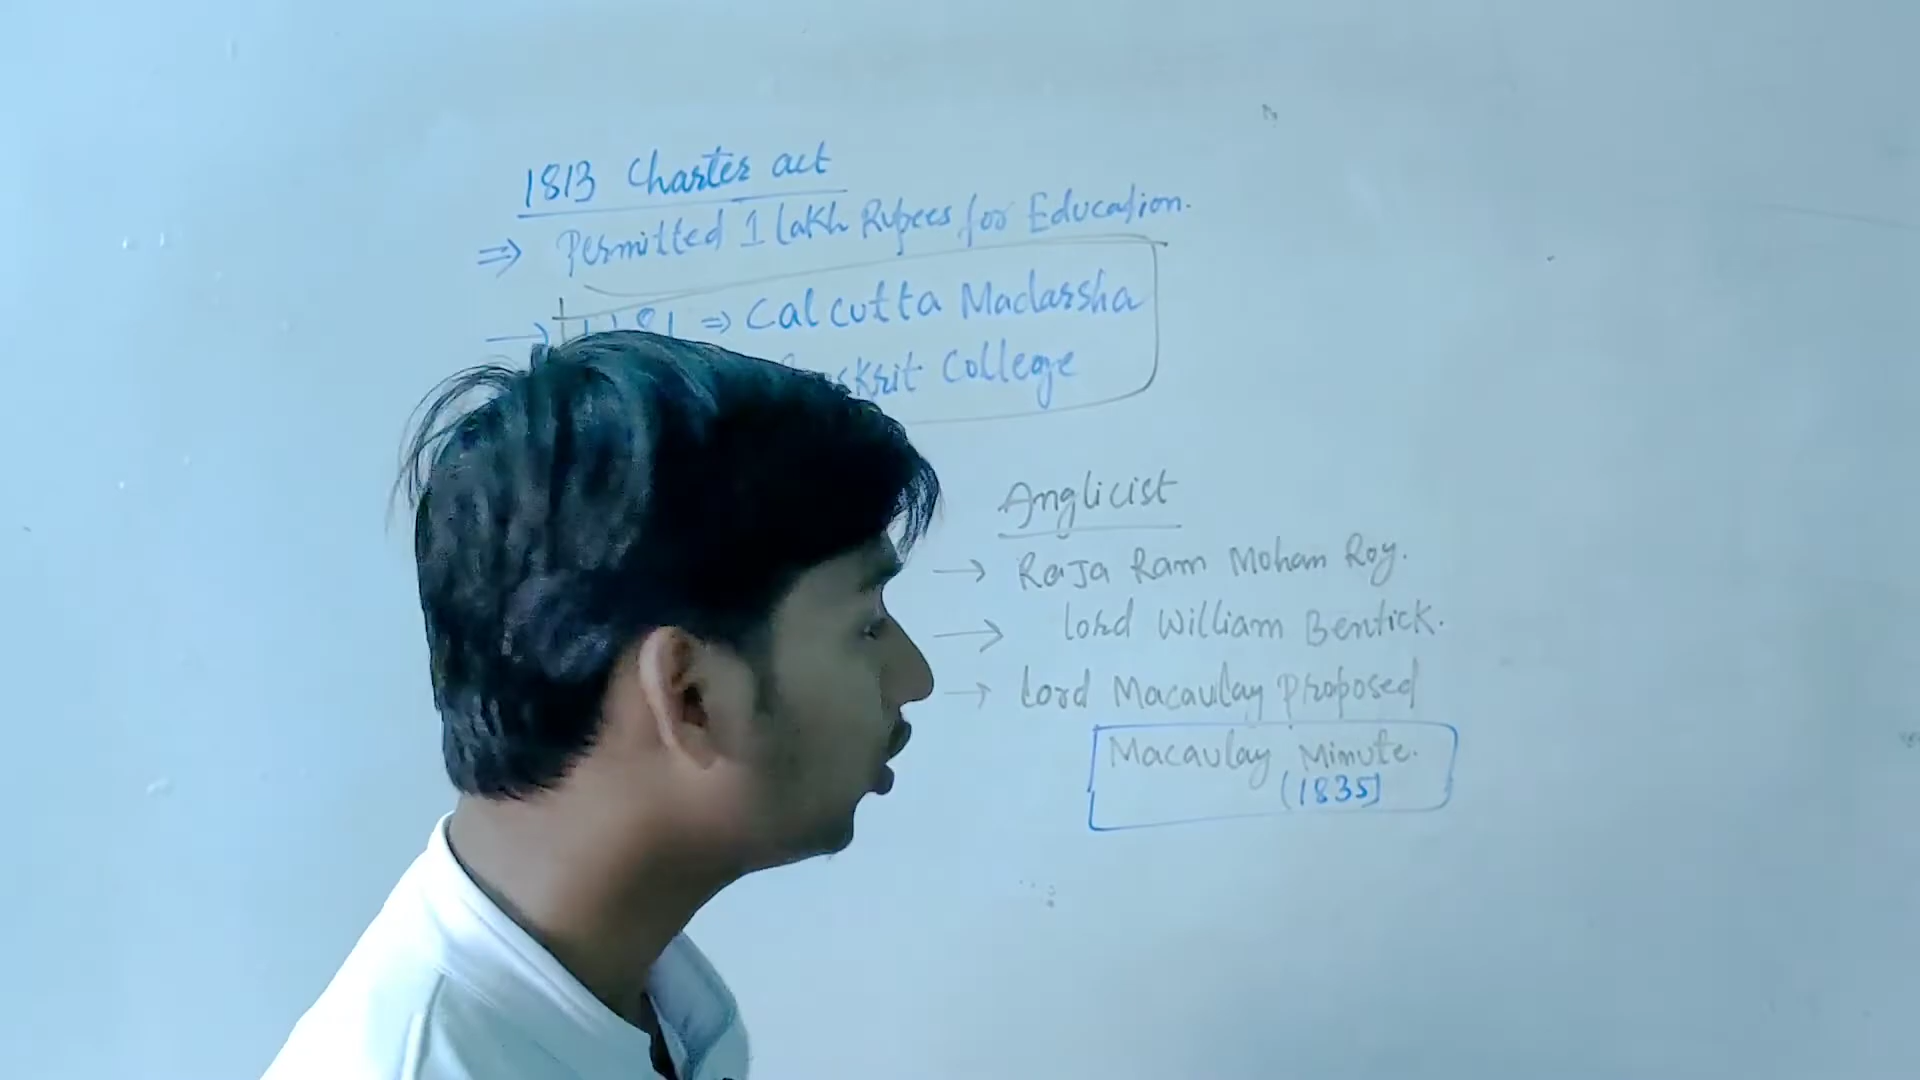 1813 Charter act
⇒ Permitted 1 lakh Rupees for Education.
→ ⇒ Calcutta Madarsha
College
Anglicist
→ Raja Ram Moham Roy.
→ lord William Bentick.
→ Lord Macaulay Proposed
Macaulay Minute.
(1835)